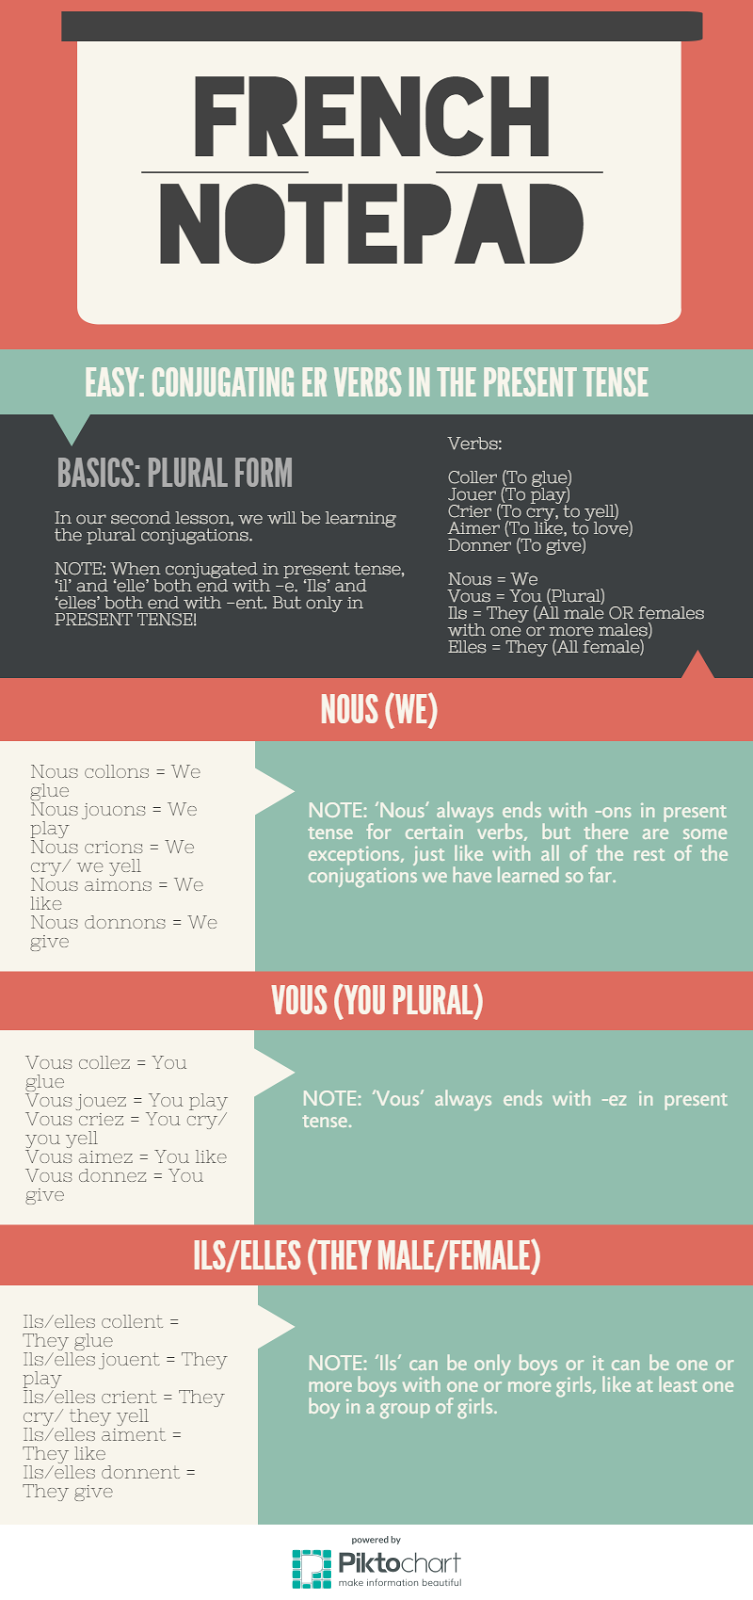 FRENCH
NOTEPAD
EASY: CONJUGATING ER VERBS IN THE PRESENT TENSE
BASICS: PLURAL FORM
In our second lesson, we will be learning
the plural conjugations.
NOTE: When conjugated in present tense,
‘il’ and ‘elle’ both end with -e. ‘Ils’ and
‘elles’ both end with -ent. But only in
PRESENT TENSE!
Verbs:
Coller (To glue)
Jouer (To play)
Crier (To cry, to yell)
Aimer (To like, to love)
Donner (To give)
Nous = We
Vous = You (Plural)
Ils = They (All male OR females
with one or more males)
Elles = They (All female)
NOUS (WE)
Nous collons = We
glue
Nous jouons = We
play
Nous crions = We
cry/ we yell
Nous aimons = We
like
Nous donnons = We
give
NOTE: ‘Nous’ always ends with -ons in present
tense for certain verbs, but there are some
exceptions, just like with all of the rest of the
conjugations we have learned so far.
VOUS (YOU PLURAL)
Vous collez = You
glue
Vous jouez = You play
Vous criez = You cry/
you yell
Vous aimez = You like
Vous donnez = You
give
NOTE: ‘Vous’ always ends with -ez in present
tense.
ILS/ELLES (THEY MALE/FEMALE)
Ils/elles collent =
They glue
Ils/elles jouent = They
play
Ils/elles crient = They
cry/ they yell
Ils/elles aiment =
They like
Ils/elles donnent =
They give
NOTE: ‘Ils’ can be only boys or it can be one or
more boys with one or more girls, like at least one
boy in a group of girls.
powered by
Piktochart
make information beautiful